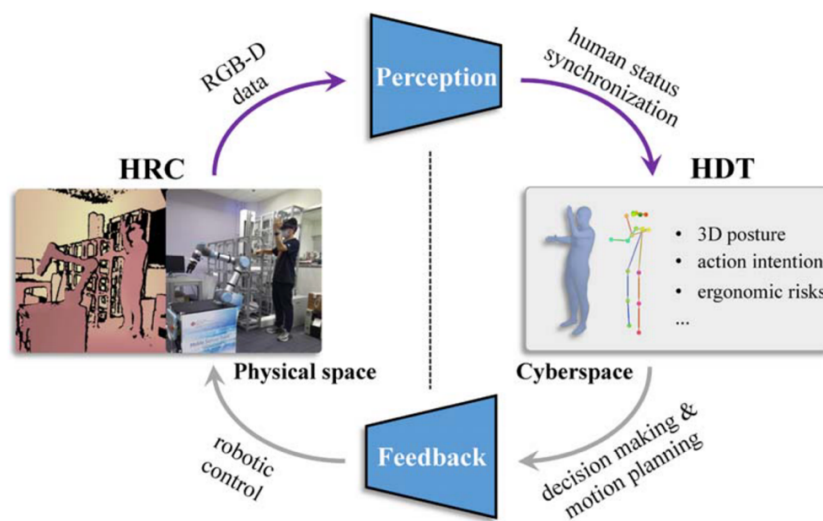 RGB-D
data
Perception
human status
synchronization
HRC
HDT
• 3D posture
• action intention
• ergonomic risks
...
Physical space
Cyberspace
robotic
control
Feedback
decision making &
motion planning